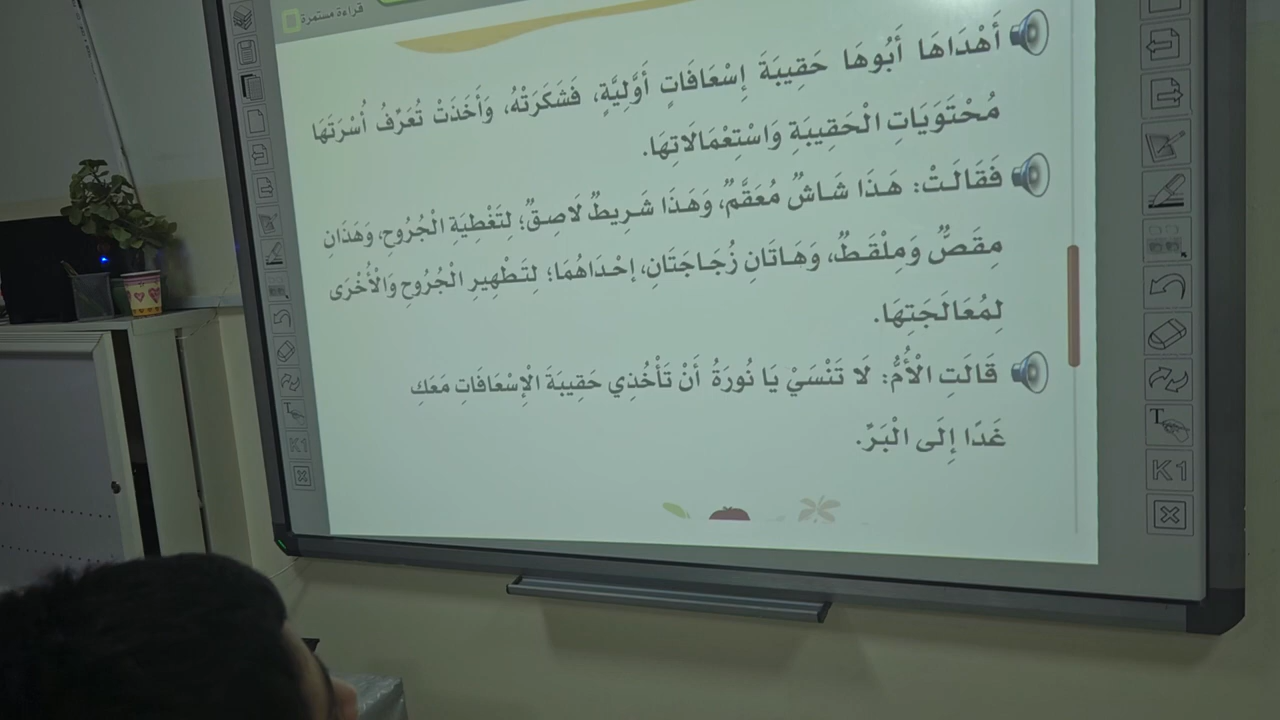 قراءة مستمرة
أَهْدَاهَا أَبُوهَا حَقِيبَةَ إِسْعَافَاتٍ أَوَّلِيَّةٍ، فَشَكَرَتْهُ، وَأَخَذَتْ تُعَرِّفُ أُسْرَتَهَا
مُحْتَوَيَاتِ الْحَقِيبَةِ وَاسْتِعْمَالَاتِهَا.
فَقَالَتْ: هَذَا شَاشٌ مُعَقَّمٌ، وَهَذَا شَرِيطٌ لَاصِقٌ؛ لِتَغْطِيَةِ الْجُرُوحِ، وَهَذَانِ
مِقَصٌّ وَمِلْقَطٌ، وَهَاتَانِ زُجَاجَتَانِ، إِحْدَاهُمَا؛ لِتَطْهِيرِ الْجُرُوحِ وَالْأُخْرَى
لِمُعَالَجَتِهَا.
قَالَتِ الْأُمُّ: لَا تَنْسَيْ يَا نُورَةُ أَنْ تَأْخُذِي حَقِيبَةَ الْإِسْعَافَاتِ مَعَكِ
غَدًا إِلَى الْبَرِّ.
T
K1
K1